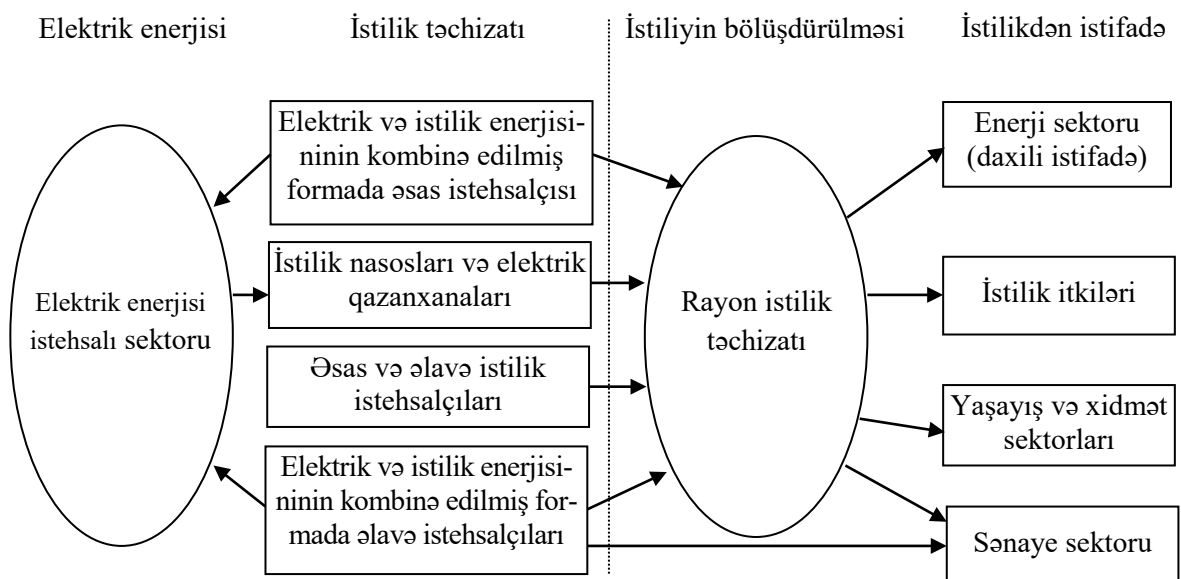 Elektrik enerjisi
İstilik təchizatı
İstiliyin bölüşdürülməsi
İstilikdən istifadə
Elektrik enerjisi
istehsalı sektoru
Elektrik və istilik enerjisi-
ninin kombinə edilmiş
formada əsas istehsalçısı
İstilik nasosları və elektrik
qazanxanaları
Əsas və əlavə istilik
istehsalçıları
Elektrik və istilik enerjisi-
ninin kombinə edilmiş for-
mada əlavə istehsalçıları
Rayon istilik
təchizatı
Enerji sektoru
(daxili istifadə)
İstilik itkiləri
Yaşayış və xidmət
sektorları
Sənaye sektoru